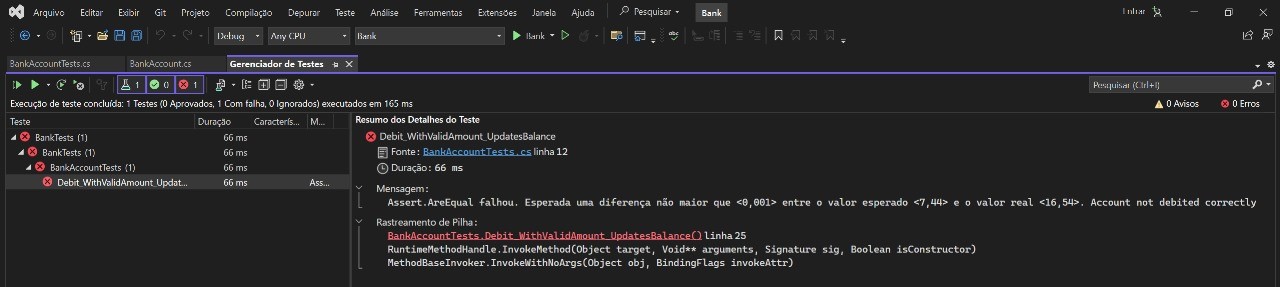 Arquivo Editar Exibir Git Projeto Compilação Depurar Teste Análise Ferramentas Extensões Janela Ajuda Pesquisar Bank Entrar
Debug Any CPU Bank Bank
BankAccountTests.cs BankAccount.cs Gerenciador de Testes
1 0 1 Pesquisar (Ctrl+I)
Execução de teste concluída: 1 Testes (0 Aprovados, 1 Com falha, 0 Ignorados) executados em 165 ms 0 Avisos 0 Erros
Teste Duração Caracterís... M...
BankTests (1) 66 ms
BankTests (1) 66 ms
BankAccountTests (1) 66 ms
Debit_WithValidAmount_Updat... 66 ms Ass...
Resumo dos Detalhes do Teste
Debit_WithValidAmount_UpdatesBalance
Fonte: BankAccountTests.cs linha 12
Duração: 66 ms
Mensagem:
Assert.AreEqual falhou. Esperada uma diferença não maior que <0,001> entre o valor esperado <7,44> e o valor real <16,54>. Account not debited correctly
Rastreamento de Pilha:
BankAccountTests.Debit_WithValidAmount_UpdatesBalance() linha 25
RuntimeMethodHandle.InvokeMethod(Object target, Void** arguments, Signature sig, Boolean isConstructor)
MethodBaseInvoker.InvokeWithNoArgs(Object obj, BindingFlags invokeAttr)